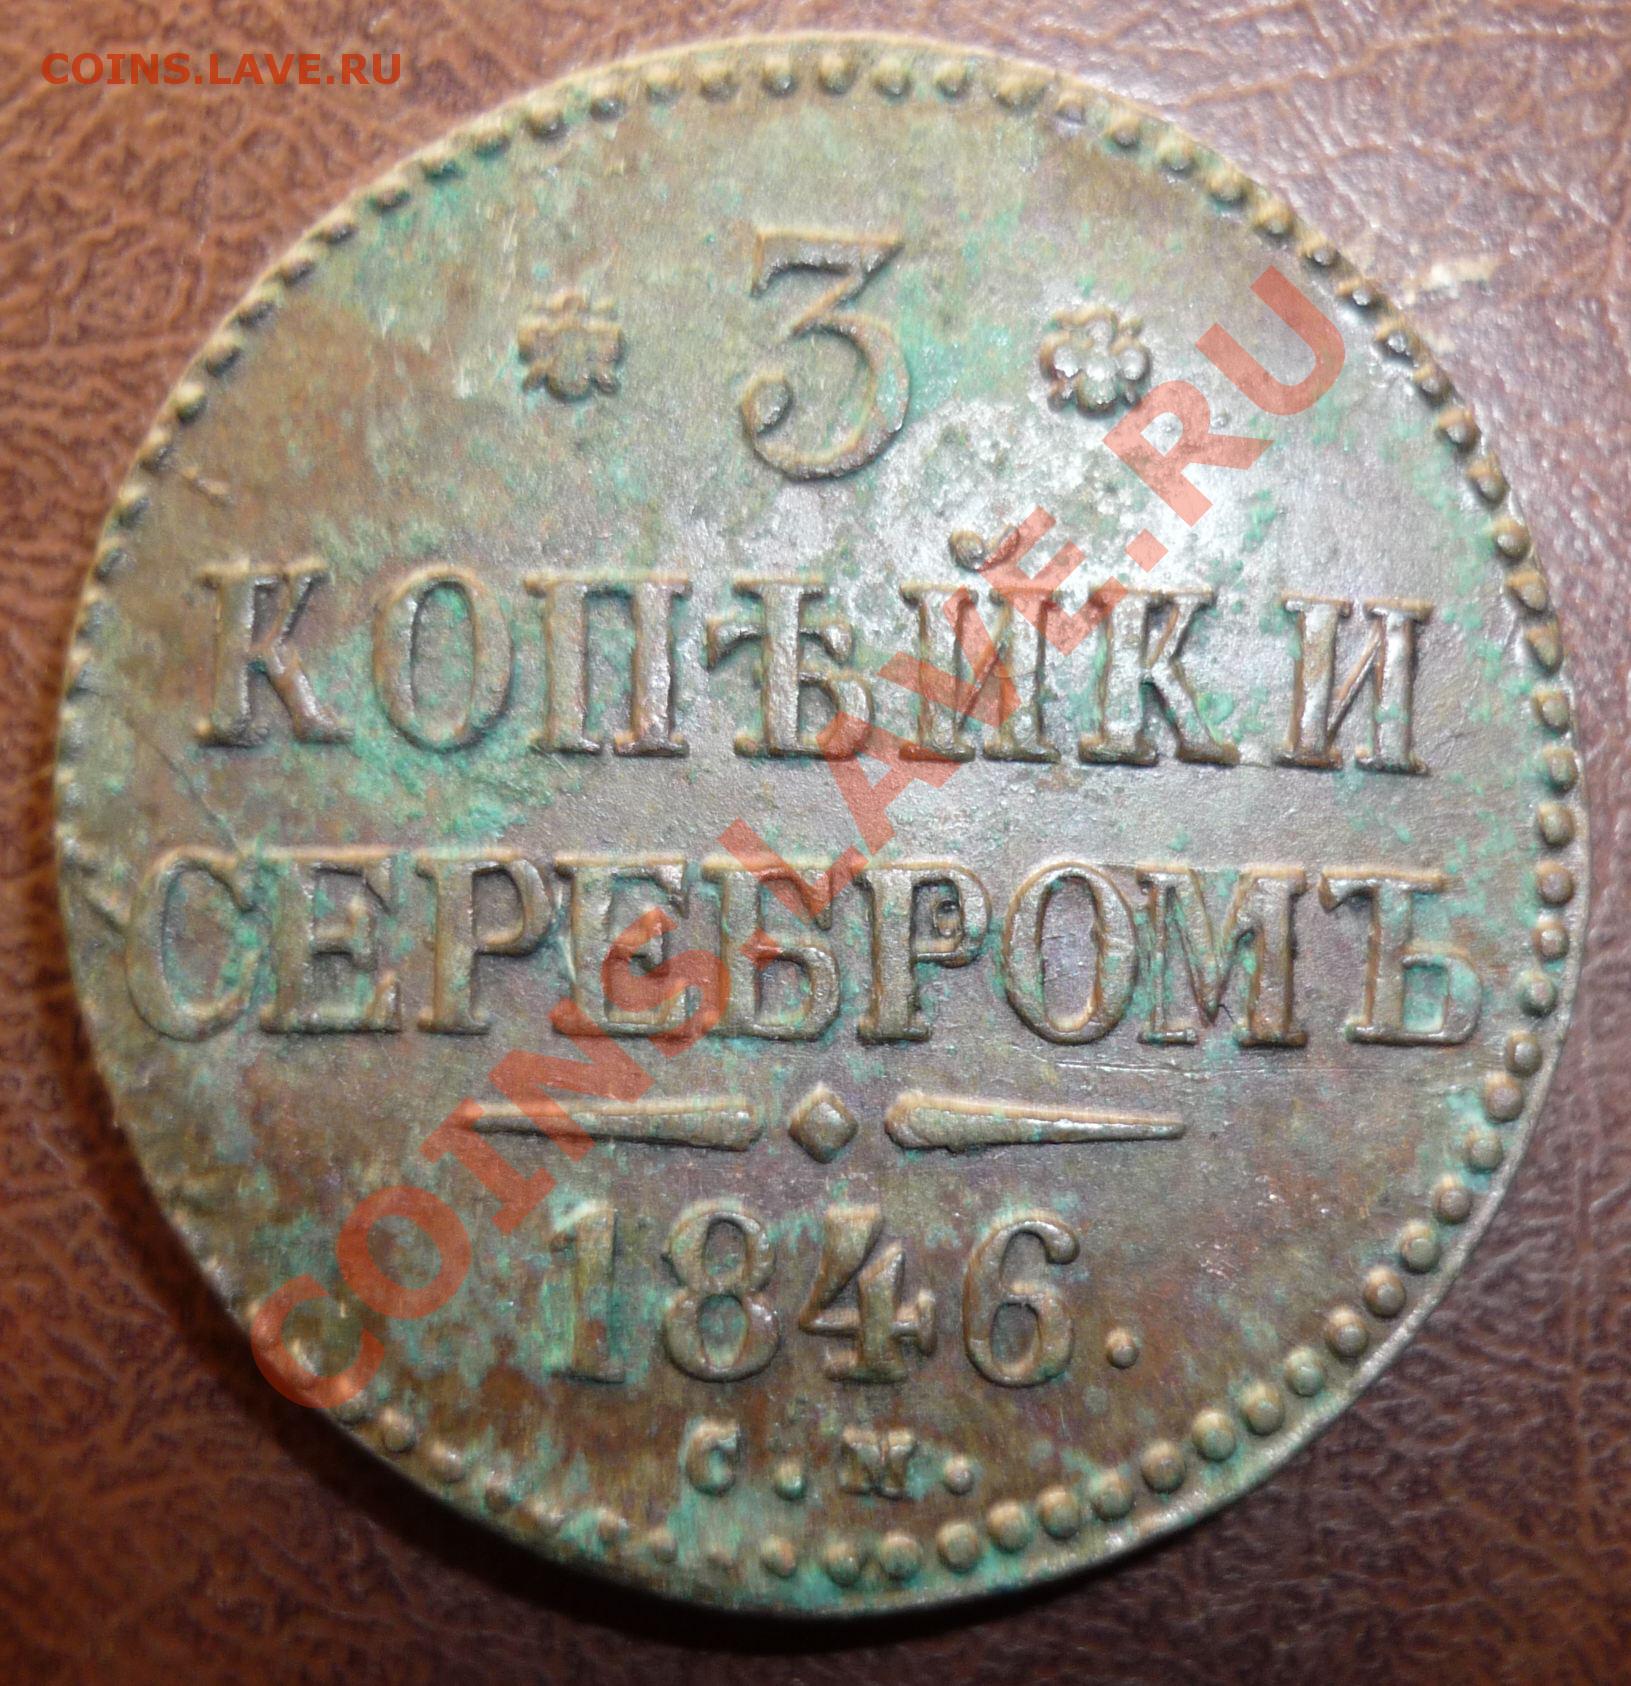 COINS.LAVE.RU
3
КОПѢЙКИ
СЕРЕБРОМЪ
1846.
С.М.
COINS.LAVE.RU